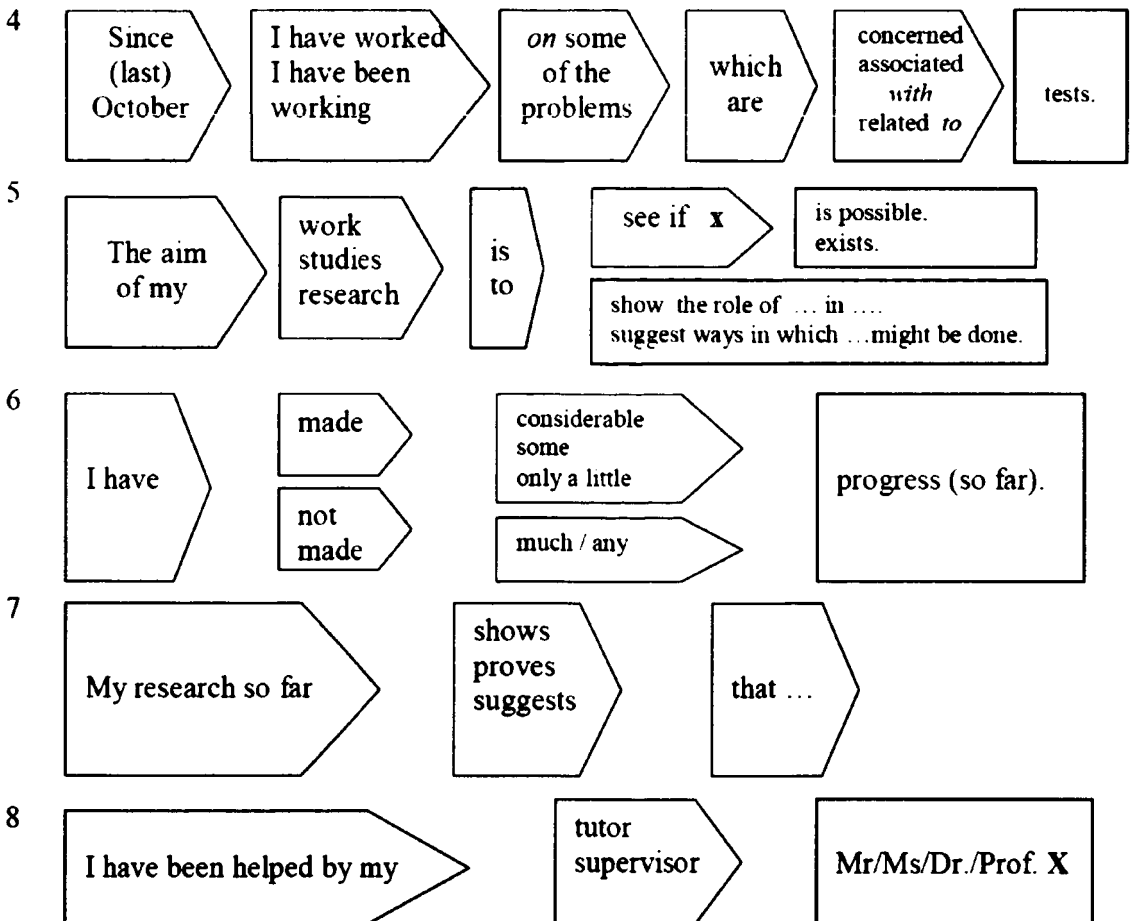 4
Since
(last)
October
I have worked
I have been
working
on some
of the
problems
which
are
concerned
associated
with
related to
tests.
5
The aim
of my
work
studies
research
is
to
see if x
is possible.
exists.
show the role of ... in ....
suggest ways in which ...might be done.
6
I have
made
not
made
considerable
some
only a little
much / any
progress (so far).
7
My research so far
shows
proves
suggests
that ...
8
I have been helped by my
tutor
supervisor
Mr/Ms/Dr./Prof. X